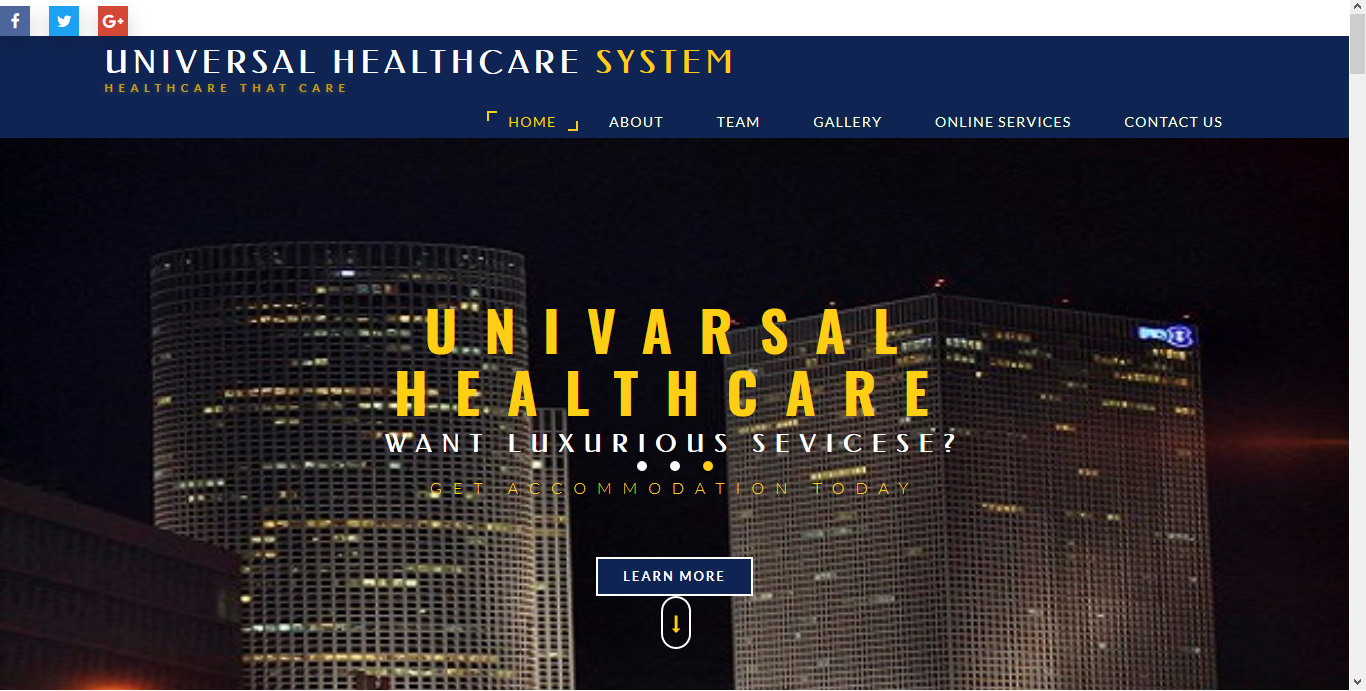 f G+
UNIVERSAL HEALTHCARE SYSTEM
HEALTHCARE THAT CARE
HOME ABOUT TEAM GALLERY ONLINE SERVICES CONTACT US
UNIVARSAL
HEALTHCARE
WANT LUXURIOUS SEVICESE?
GET ACCOMMODATION TODAY
LEARN MORE